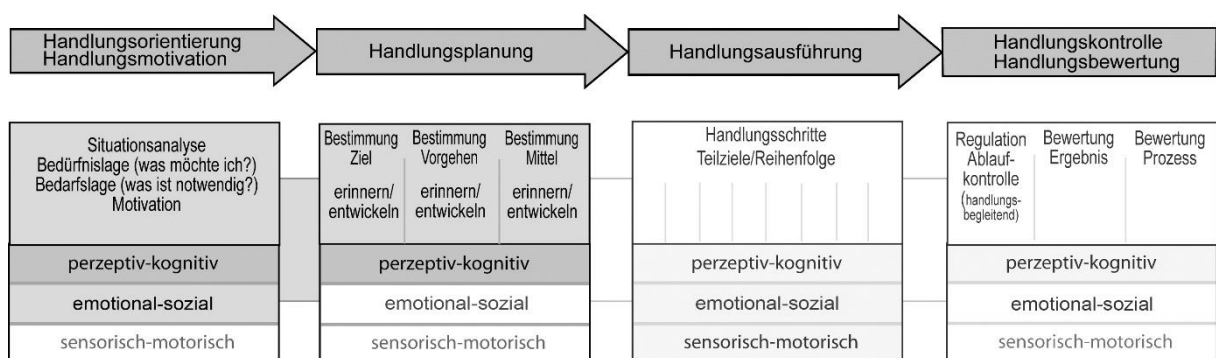 Handlungsorientierung
Handlungsmotivation
Handlungsplanung
Handlungsausführung
Handlungskontrolle
Handlungsbewertung
Situationsanalyse
Bedürfnislage (was möchte ich?)
Bedarfslage (was ist notwendig?)
Motivation
perzeptiv-kognitiv
emotional-sozial
sensorisch-motorisch
Bestimmung
Ziel
erinnern/
entwickeln
Bestimmung
Vorgehen
erinnern/
entwickeln
Bestimmung
Mittel
erinnern/
entwickeln
perzeptiv-kognitiv
emotional-sozial
sensorisch-motorisch
Handlungsschritte
Teilziele/Reihenfolge
perzeptiv-kognitiv
emotional-sozial
sensorisch-motorisch
Regulation
Ablauf-
kontrolle
(handlungs-
begleitend)
Bewertung
Ergebnis
Bewertung
Prozess
perzeptiv-kognitiv
emotional-sozial
sensorisch-motorisch